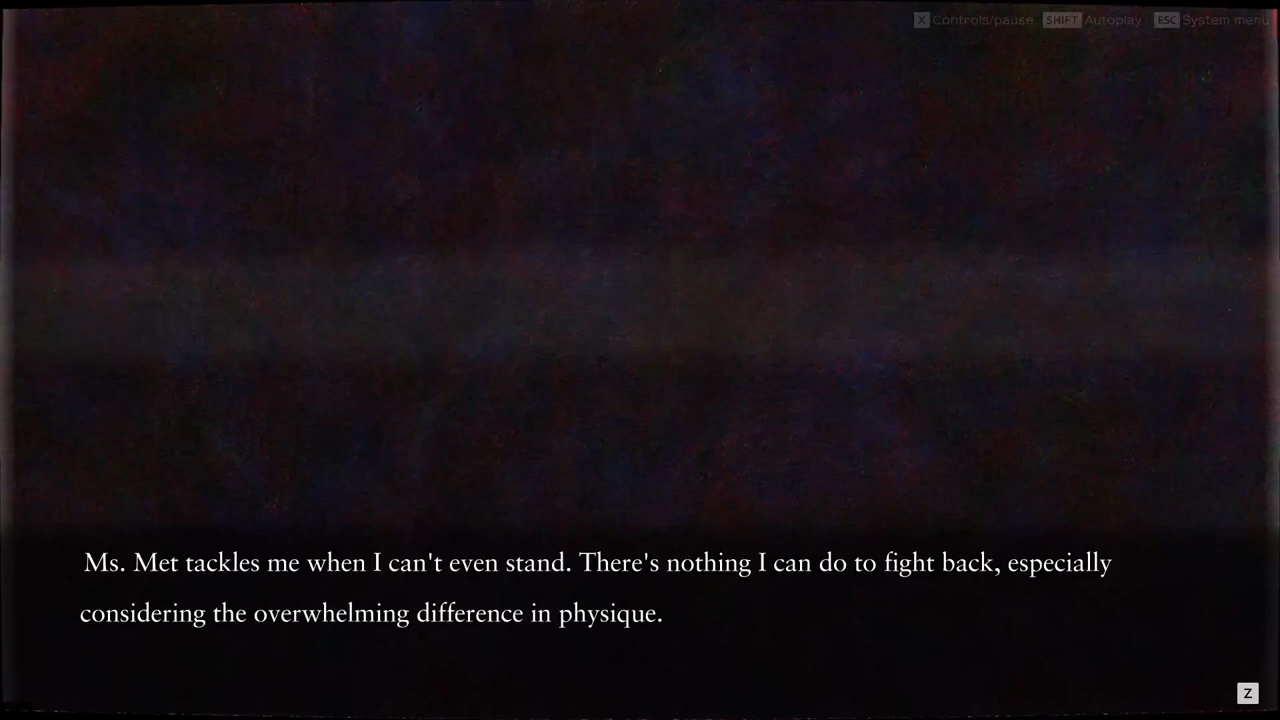 X Controls/pause SHIFT Autoplay ESC System menu
Ms. Met tackles me when I can't even stand. There's nothing I can do to fight back, especially
considering the overwhelming difference in physique.
Z